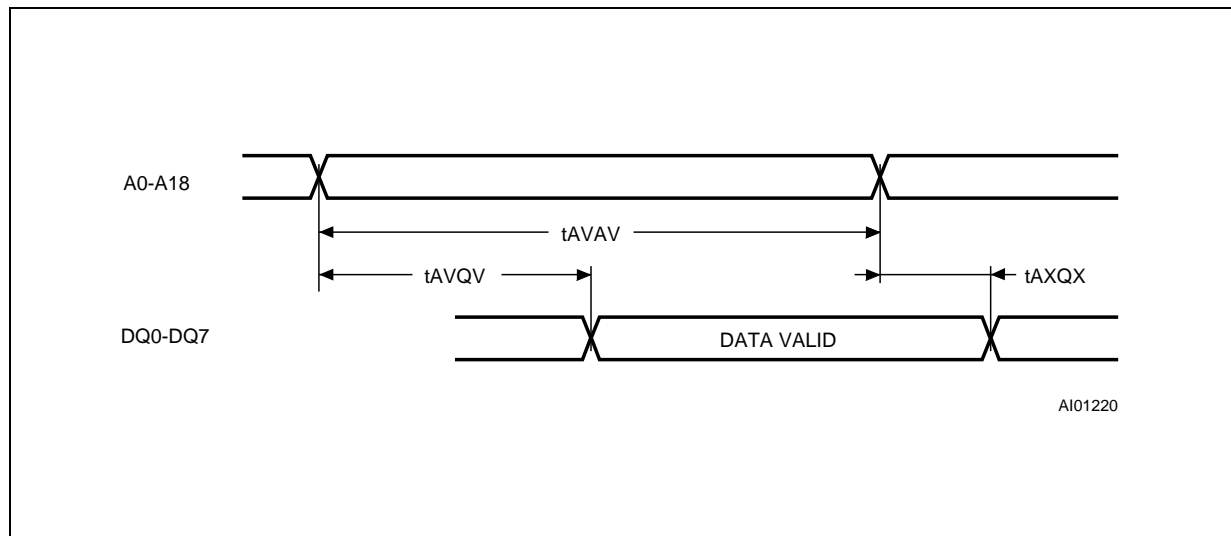 A0-A18
tAVAV
tAVQV
tAXQX
DQ0-DQ7
DATA VALID
AI01220